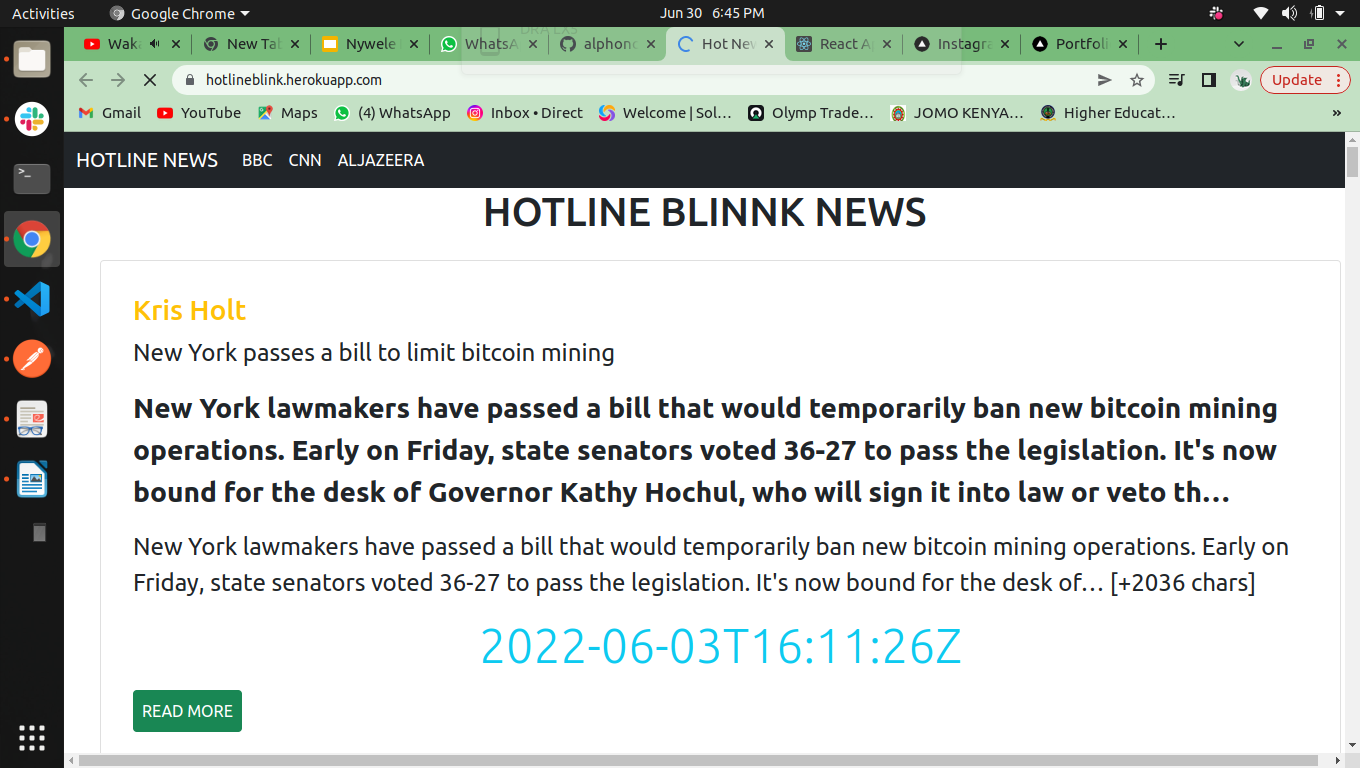 Activities
Google Chrome
Jun 30 6:45 PM
Waka
New Tab
Nywele
WhatsA
alphonc
Hot New
React A
Instagra
Portfoli
hotlineblink.herokuapp.com
Update
Gmail
YouTube
Maps
(4) WhatsApp
Inbox • Direct
Welcome | Sol…
Olymp Trade…
JOMO KENYA…
Higher Educat…
»
HOTLINE NEWS BBC CNN ALJAZEERA
HOTLINE BLINNK NEWS
Kris Holt
New York passes a bill to limit bitcoin mining
New York lawmakers have passed a bill that would temporarily ban new bitcoin mining
operations. Early on Friday, state senators voted 36-27 to pass the legislation. It's now
bound for the desk of Governor Kathy Hochul, who will sign it into law or veto th…
New York lawmakers have passed a bill that would temporarily ban new bitcoin mining operations. Early on
Friday, state senators voted 36-27 to pass the legislation. It's now bound for the desk of… [+2036 chars]
2022-06-03T16:11:26Z
READ MORE